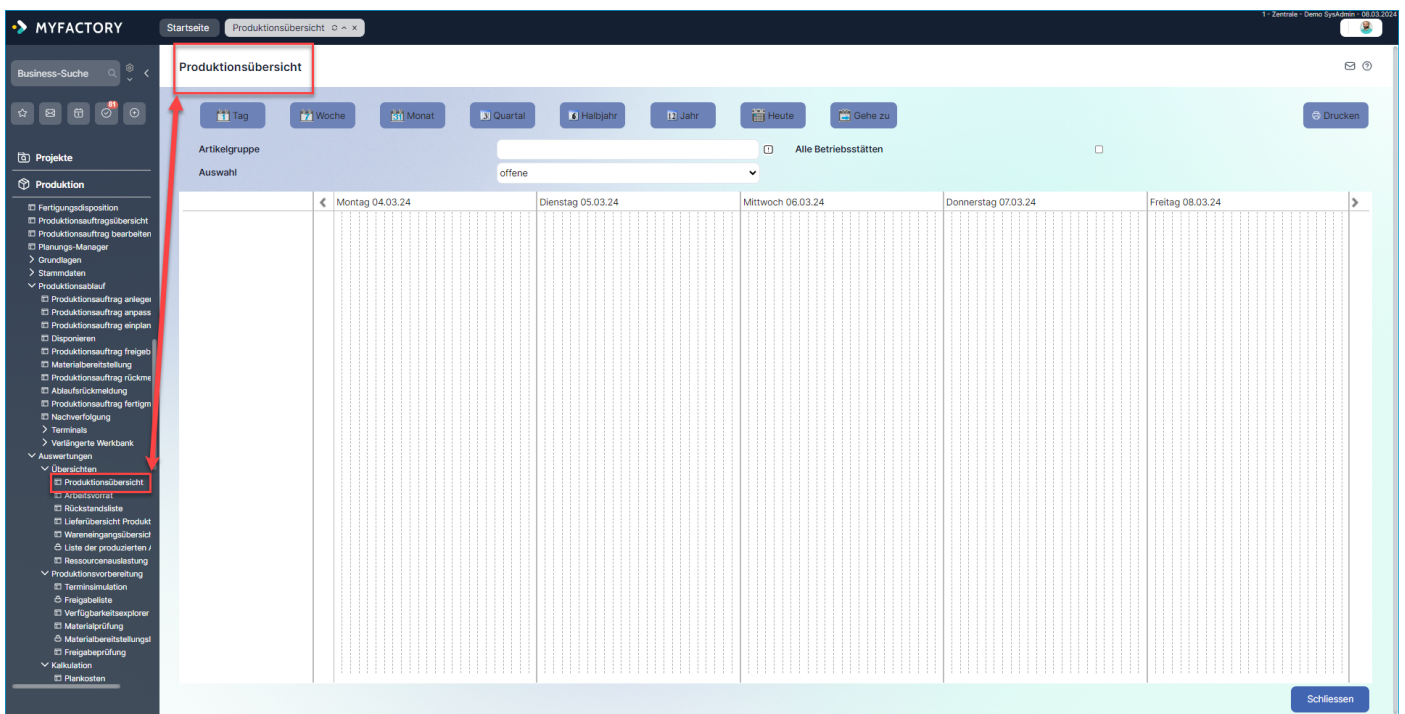 1 - Zentrale - Demo SysAdmin - 08.03.2024
MYFACTORY
Startseite
Produktionsübersicht
Business-Suche
Produktionsübersicht
81
Tag
Woche
Monat
Quartal
Halbjahr
Jahr
Heute
Gehe zu
Drucken
Artikelgruppe
Alle Betriebsstätten
Auswahl
offene
Projekte
Produktion
Fertigungsdisposition
Produktionsauftragsübersicht
Produktionsauftrag bearbeiten
Planungs-Manager
Grundlagen
Stammdaten
Produktionsablauf
Produktionsauftrag anlegen
Produktionsauftrag anpass
Produktionsauftrag einplan
Disponieren
Produktionsauftrag freigeb
Materialbereitstellung
Produktionsauftrag rückme
Ablaufsrückmeldung
Produktionsauftrag fertigm
Nachverfolgung
Terminals
Verlängerte Werkbank
Auswertungen
Übersichten
Produktionsübersicht
Arbeitsvorrat
Rückstandsliste
Lieferübersicht Produkt
Wareneingangsübersich
Liste der produzierten A
Ressourcenauslastung
Produktionsvorbereitung
Terminsimulation
Freigabeliste
Verfügbarkeitsexplorer
Materialprüfung
Materialbereitstellungsl
Freigabeprüfung
Kalkulation
Plankosten
Montag 04.03.24
Dienstag 05.03.24
Mittwoch 06.03.24
Donnerstag 07.03.24
Freitag 08.03.24
Schliessen